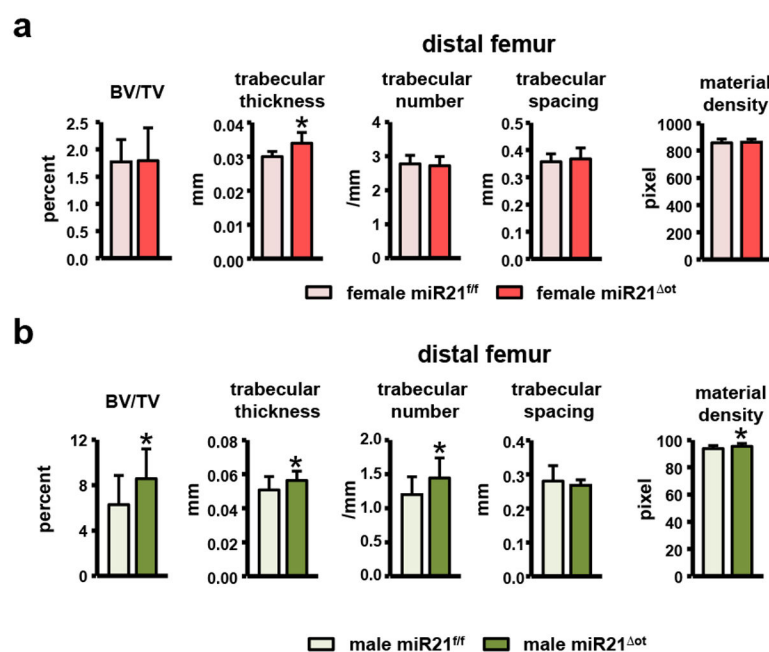 a
distal femur
BV/TV
trabecular
thickness
trabecular
number
trabecular
spacing
material
density
percent
2.5
2.0
1.5
1.0
0.5
0.0
mm
0.04
0.03
0.02
0.01
0.00
*
/mm
4
3
2
1
0
mm
0.5
0.4
0.3
0.2
0.1
0.0
pixel
1000
800
600
400
200
0
female miR21f/f female miR21Δot
b
distal femur
BV/TV
trabecular
thickness
trabecular
number
trabecular
spacing
material
density
percent
12
8
4
0
*
mm
0.08
0.06
0.04
0.02
0.00
*
/mm
2.0
1.5
1.0
0.5
0.0
*
mm
0.4
0.3
0.2
0.1
0.0
pixel
100
80
60
40
20
0
*
male miR21f/f male miR21Δot